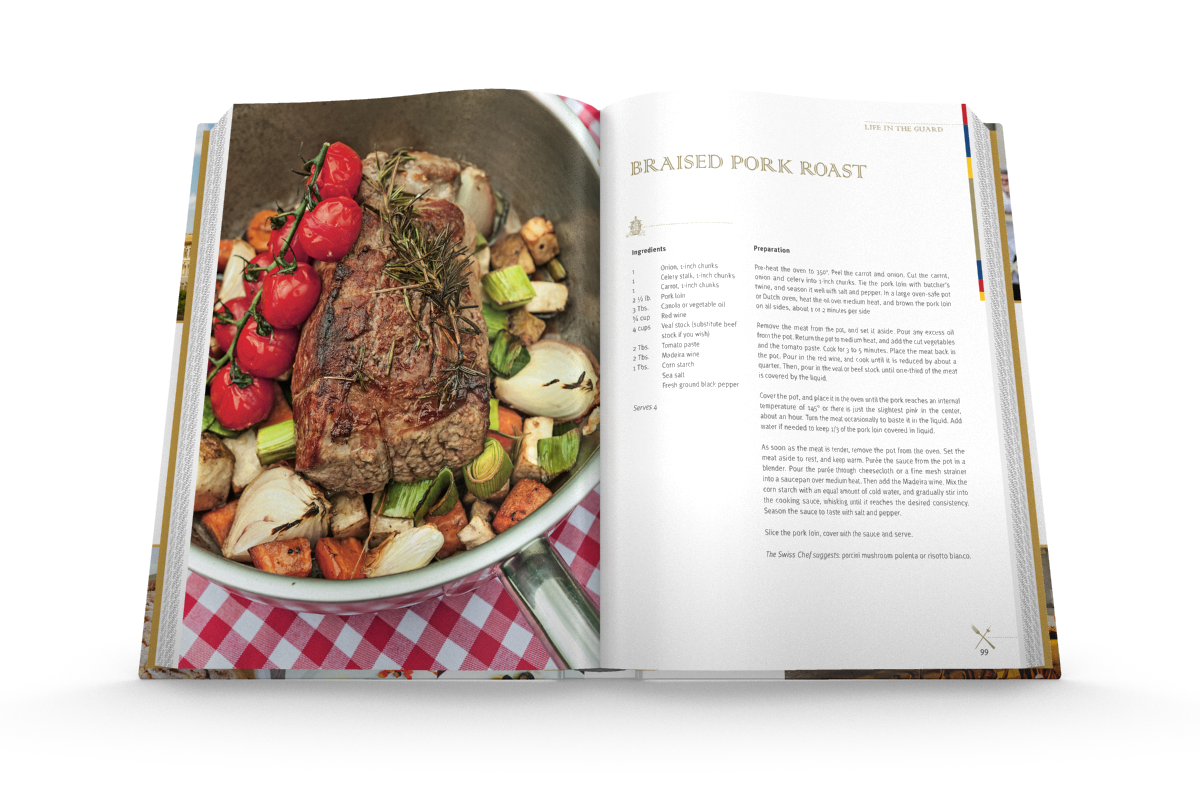 LIFE IN THE GUARD
BRAISED PORK ROAST
Ingredients
1 Onion, 1-inch chunks
1 Celery stalk, 1-inch chunks
1 Carrot, 1-inch chunks
2 ½ lb. Pork loin
3 Tbs. Canolo or vegetable oil
¾ cup Red wine
4 cups Veal stock (substitute beef
stock if you wish)
2 Tbs. Tomato paste
2 Tbs. Madeira wine
1 Tbs. Corn starch
Sea salt
Fresh ground black pepper
Serves 4
Preparation
Pre-heat the oven to 350°. Peel the carrot and onion. Cut the carrot,
onion and celery into 1-inch chunks. Tie the pork loin with butcher's
twine, and season it well with salt and pepper. In a large oven-safe pot
or Dutch oven, heat the oil over medium heat, and brown the pork loin
on all sides, about 1 or 2 minutes per side
Remove the meat from the pot, and set it aside. Pour any excess oil
from the pot. Return the pot to medium heat, and add the cut vegetables
and the tomato paste. Cook for 3 to 5 minutes. Place the meat back in
the pot. Pour in the red wine, and cook until it is reduced by about a
quarter. Then, pour in the veal or beef stock until one-third of the meat
is covered by the liquid.
Cover the pot, and place it in the oven until the pork reaches an internal
temperature of 145° or there is just the slightest pink in the center,
about an hour. Turn the meat occasionally to baste it in the liquid. Add
water if needed to keep 1/3 of the pork loin covered in liquid.
As soon as the meat is tender, remove the pot from the oven. Set the
meat aside to rest, and keep warm. Purée the sauce from the pot in a
blender. Pour the purée through cheesecloth or a fine mesh strainer
into a saucepan over medium heat. Then add the Madeira wine. Mix the
corn starch with an equal amount of cold water, and gradually stir into
the cooking sauce, whisking until it reaches the desired consistency.
Season the sauce to taste with salt and pepper.
Slice the pork loin, cover with the sauce and serve.
The Swiss Chef suggests: porcini mushroom polenta or risotto bianco.
99